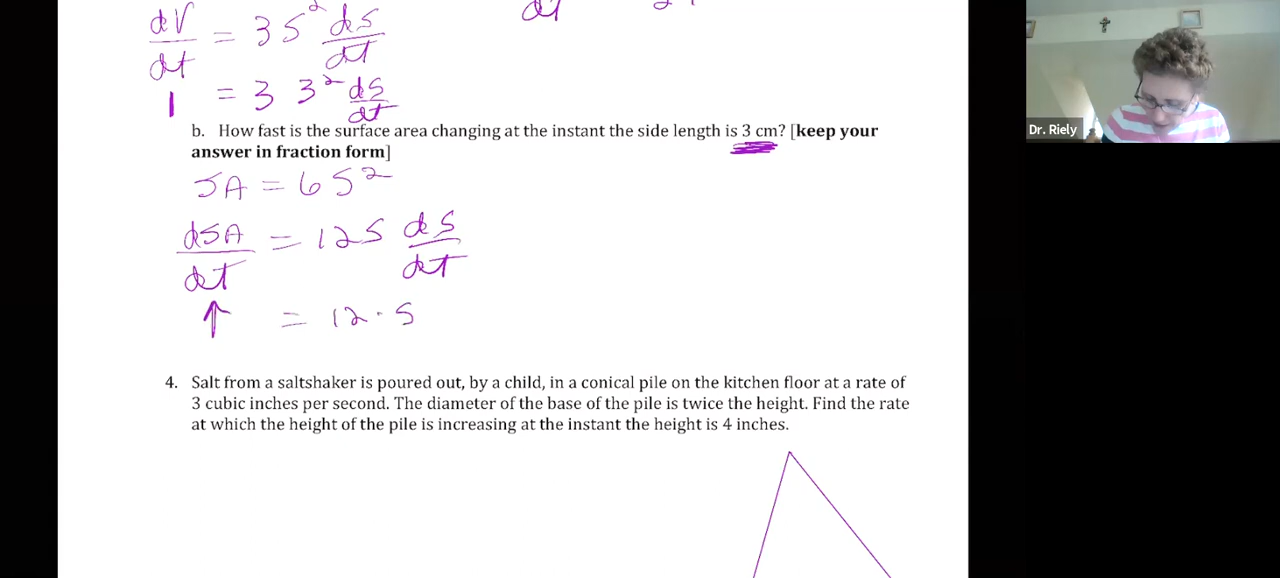 dV/dt = 3s² ds/dt
1 = 3 3² ds/dt
b. How fast is the surface area changing at the instant the side length is 3 cm? [keep your
answer in fraction form]
SA = 6S²
dSA/dt = 12S dS/dt
↑ = 12·S
4. Salt from a saltshaker is poured out, by a child, in a conical pile on the kitchen floor at a rate of
3 cubic inches per second. The diameter of the base of the pile is twice the height. Find the rate
at which the height of the pile is increasing at the instant the height is 4 inches.
Dr. Riely